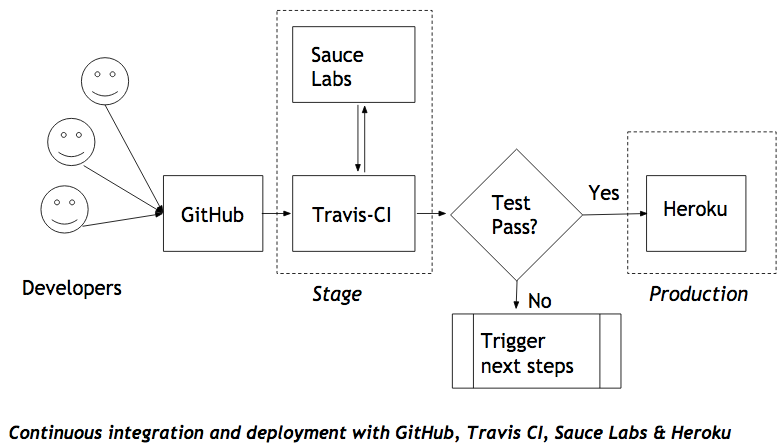 Sauce
Labs
GitHub
Travis-CI
Test
Pass?
Yes
Heroku
Developers
Stage
No
Production
Trigger
next steps
Continuous integration and deployment with GitHub, Travis CI, Sauce Labs & Heroku